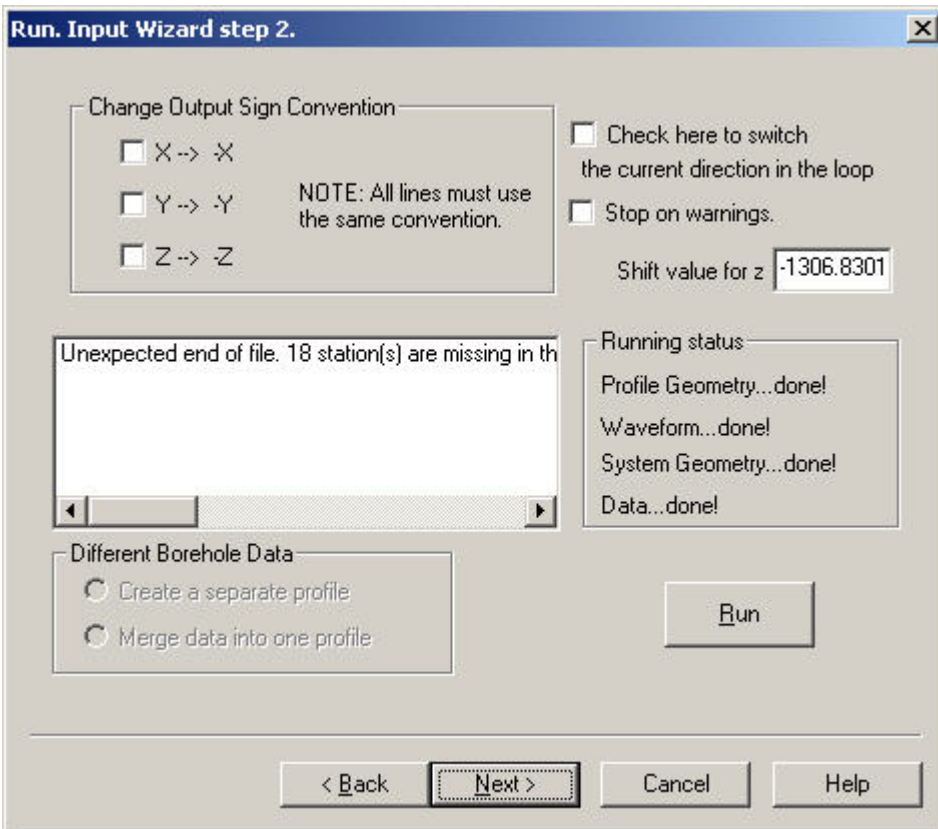 Run. Input Wizard step 2.
Change Output Sign Convention
X --> -X
Y --> -Y
Z --> -Z
NOTE: All lines must use
the same convention.
Check here to switch
the current direction in the loop
Stop on warnings.
Shift value for z -1306.8301
Unexpected end of file. 18 station(s) are missing in th
Running status
Profile Geometry...done!
Waveform...done!
System Geometry...done!
Data...done!
Different Borehole Data
Create a separate profile
Merge data into one profile
Run
< Back
Next >
Cancel
Help